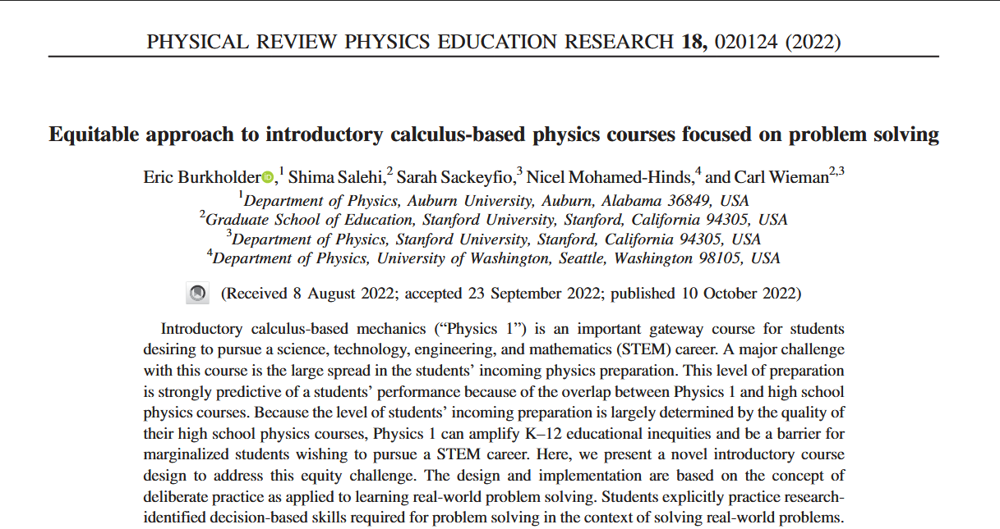 PHYSICAL REVIEW PHYSICS EDUCATION RESEARCH 18, 020124 (2022)
Equitable approach to introductory calculus-based physics courses focused on problem solving
Eric Burkholder,1 Shima Salehi,2 Sarah Sackeyfio,3 Nicel Mohamed-Hinds,4 and Carl Wieman2,3
1Department of Physics, Auburn University, Auburn, Alabama 36849, USA
2Graduate School of Education, Stanford University, Stanford, California 94305, USA
3Department of Physics, Stanford University, Stanford, California 94305, USA
4Department of Physics, University of Washington, Seattle, Washington 98105, USA
(Received 8 August 2022; accepted 23 September 2022; published 10 October 2022)
Introductory calculus-based mechanics (“Physics 1”) is an important gateway course for students
desiring to pursue a science, technology, engineering, and mathematics (STEM) career. A major challenge
with this course is the large spread in the students’ incoming physics preparation. This level of preparation
is strongly predictive of a students’ performance because of the overlap between Physics 1 and high school
physics courses. Because the level of students’ incoming preparation is largely determined by the quality of
their high school physics courses, Physics 1 can amplify K–12 educational inequities and be a barrier for
marginalized students wishing to pursue a STEM career. Here, we present a novel introductory course
design to address this equity challenge. The design and implementation are based on the concept of
deliberate practice as applied to learning real-world problem solving. Students explicitly practice research-
identified decision-based skills required for problem solving in the context of solving real-world problems.